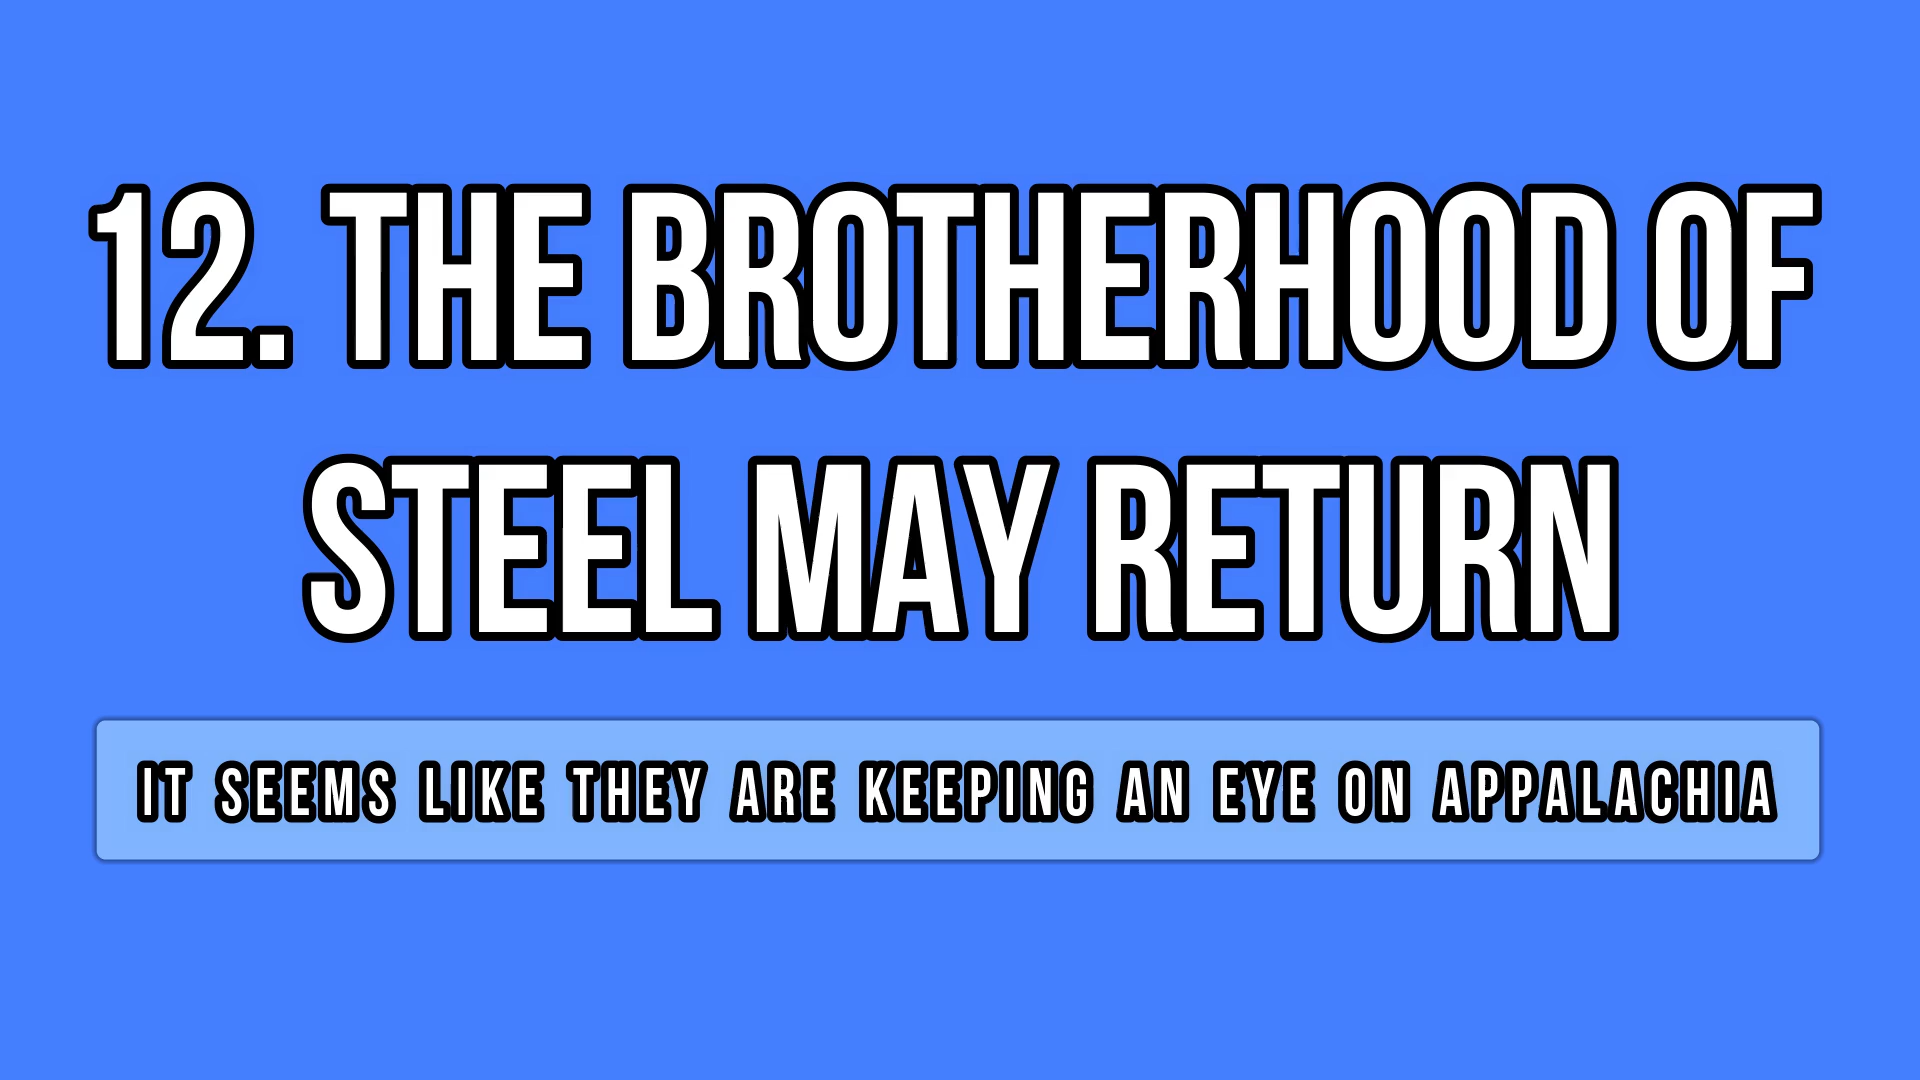 12. THE BROTHERHOOD OF
STEEL MAY RETURN
IT SEEMS LIKE THEY ARE KEEPING AN EYE ON APPALACHIA